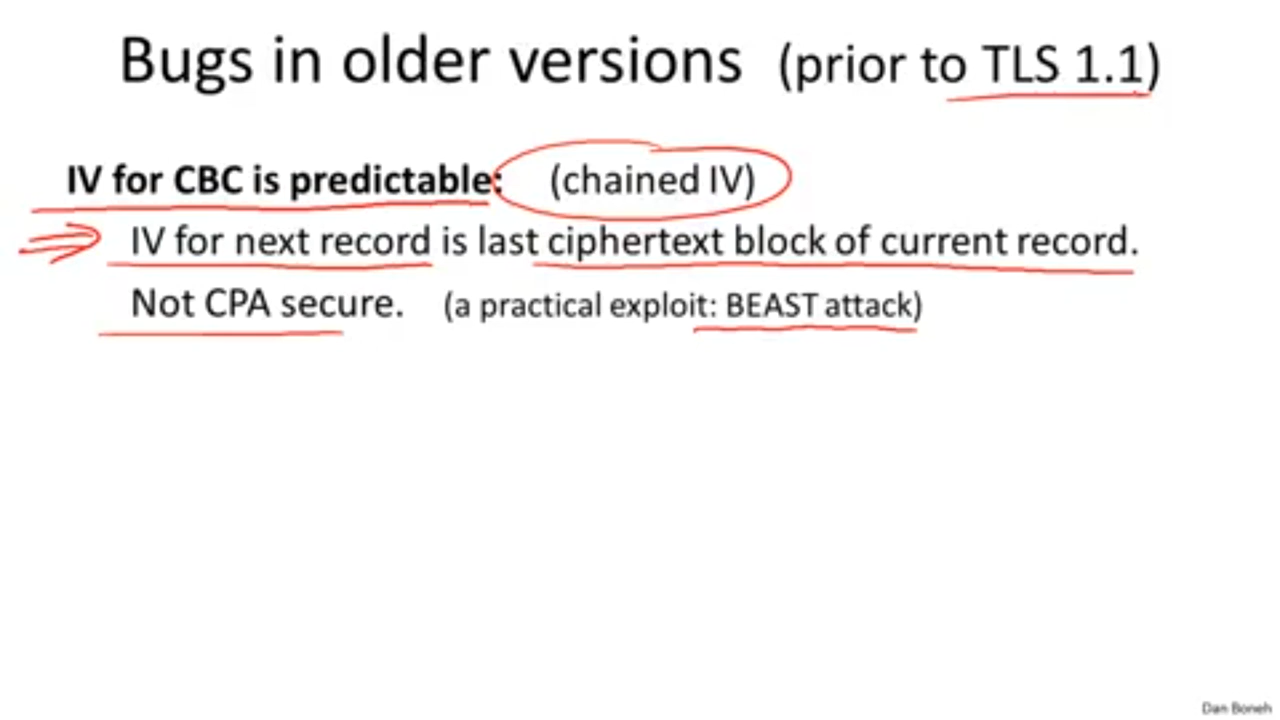 Bugs in older versions (prior to TLS 1.1)
IV for CBC is predictable: (chained IV)
IV for next record is last ciphertext block of current record.
Not CPA secure. (a practical exploit: BEAST attack)
Dan Boneh